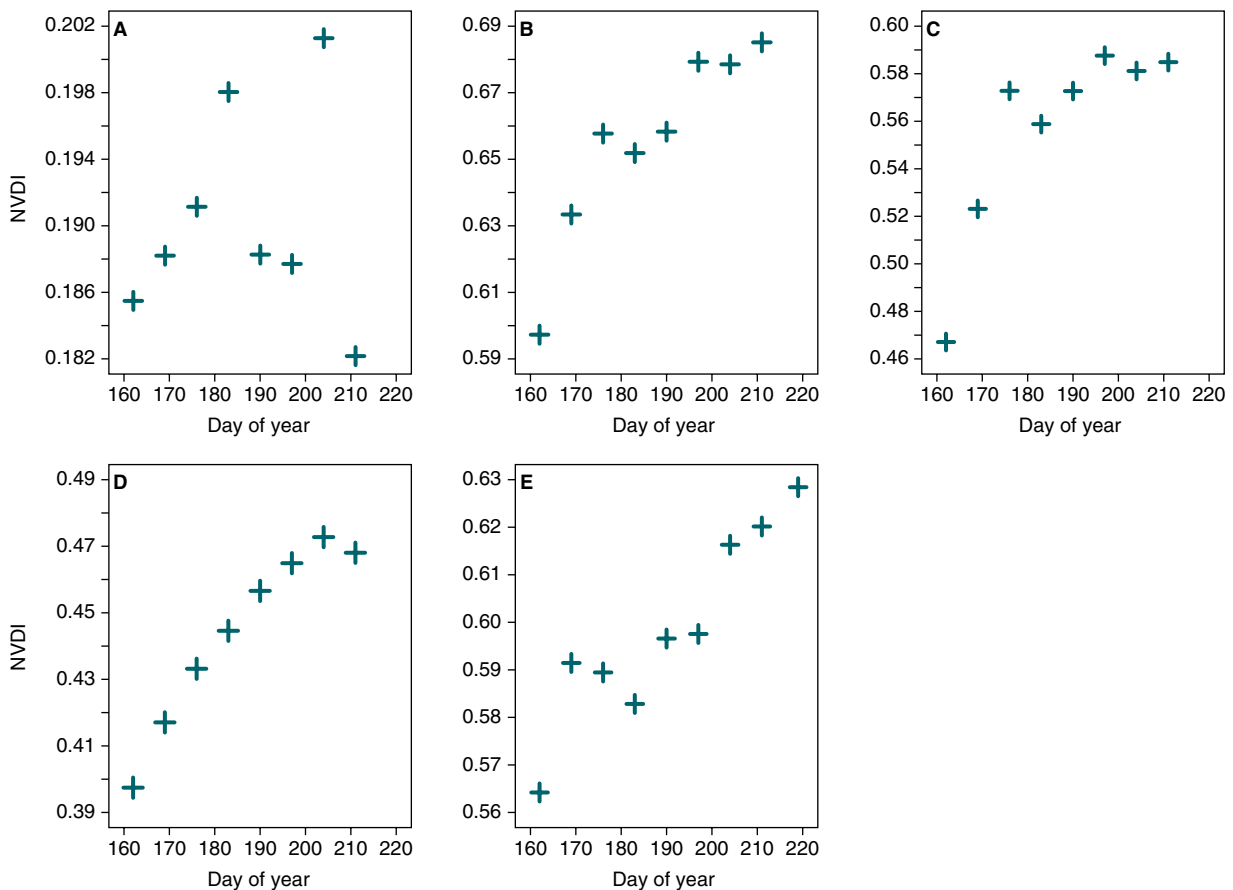 A
0.202
0.198
0.194
0.190
0.186
0.182
NVDI
160 170 180 190 200 210 220
Day of year
B
0.69
0.67
0.65
0.63
0.61
0.59
160 170 180 190 200 210 220
Day of year
C
0.60
0.58
0.56
0.54
0.52
0.50
0.48
0.46
160 170 180 190 200 210 220
Day of year
D
0.49
0.47
0.45
0.43
0.41
0.39
NVDI
160 170 180 190 200 210 220
Day of year
E
0.63
0.62
0.61
0.60
0.59
0.58
0.57
0.56
160 170 180 190 200 210 220
Day of year